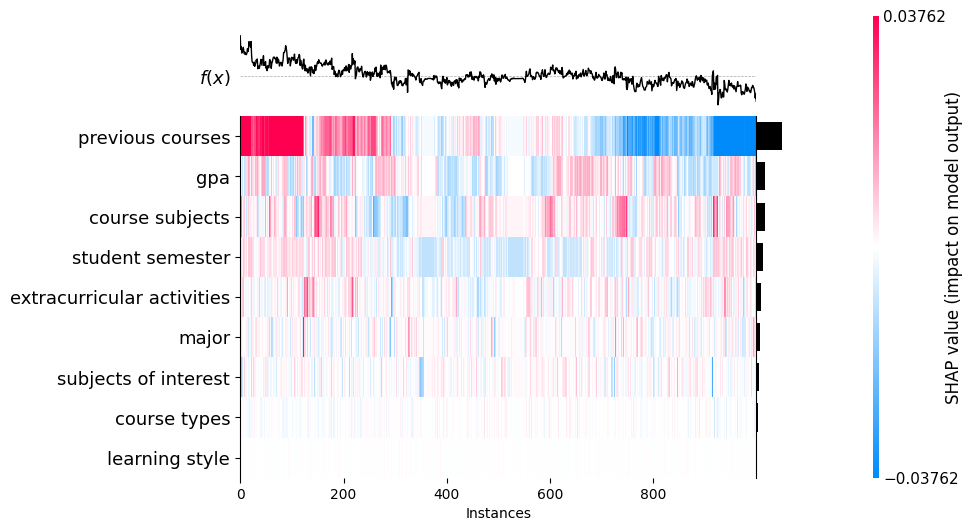 0.03762
f(x)
previous courses
gpa
course subjects
student semester
extracurricular activities
major
subjects of interest
course types
learning style
0
200
400
600
800
Instances
−0.03762
SHAP value (impact on model output)